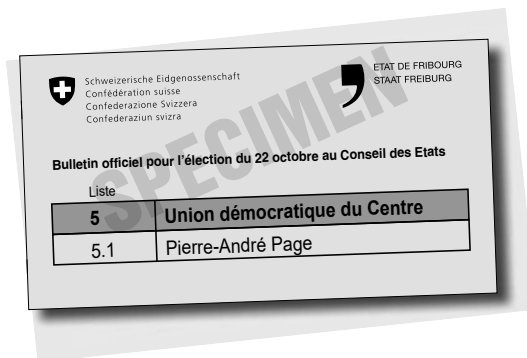 Schweizerische Eidgenossenschaft
Confédération suisse
Confederazione Svizzera
Confederaziun svizra
ETAT DE FRIBOURG
STAAT FREIBURG
SPECIMEN
Bulletin officiel pour l'élection du 22 octobre au Conseil des Etats
Liste
5 Union démocratique du Centre
5.1 Pierre-André Page